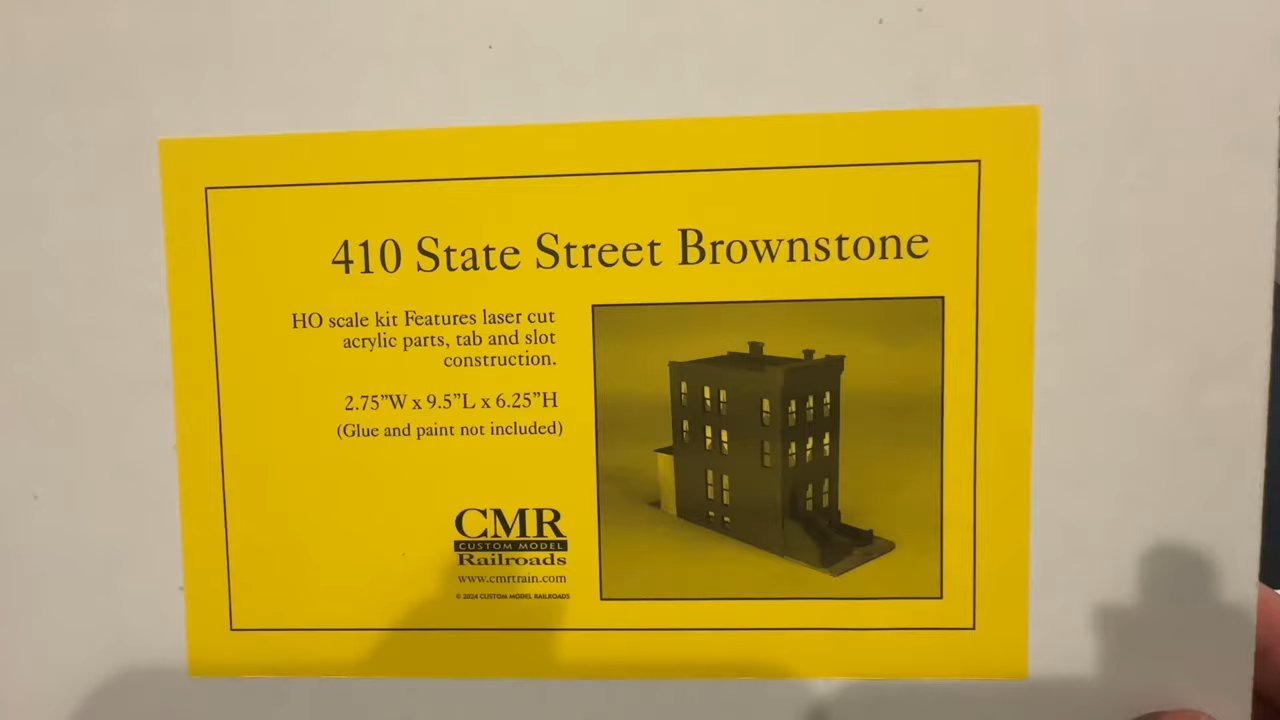 410 State Street Brownstone
HO scale kit Features laser cut
acrylic parts, tab and slot
construction.
2.75”W x 9.5”L x 6.25”H
(Glue and paint not included)
CMR
CUSTOM MODEL
Railroads
www.cmrtrain.com
© 2024 CUSTOM MODEL RAILROADS